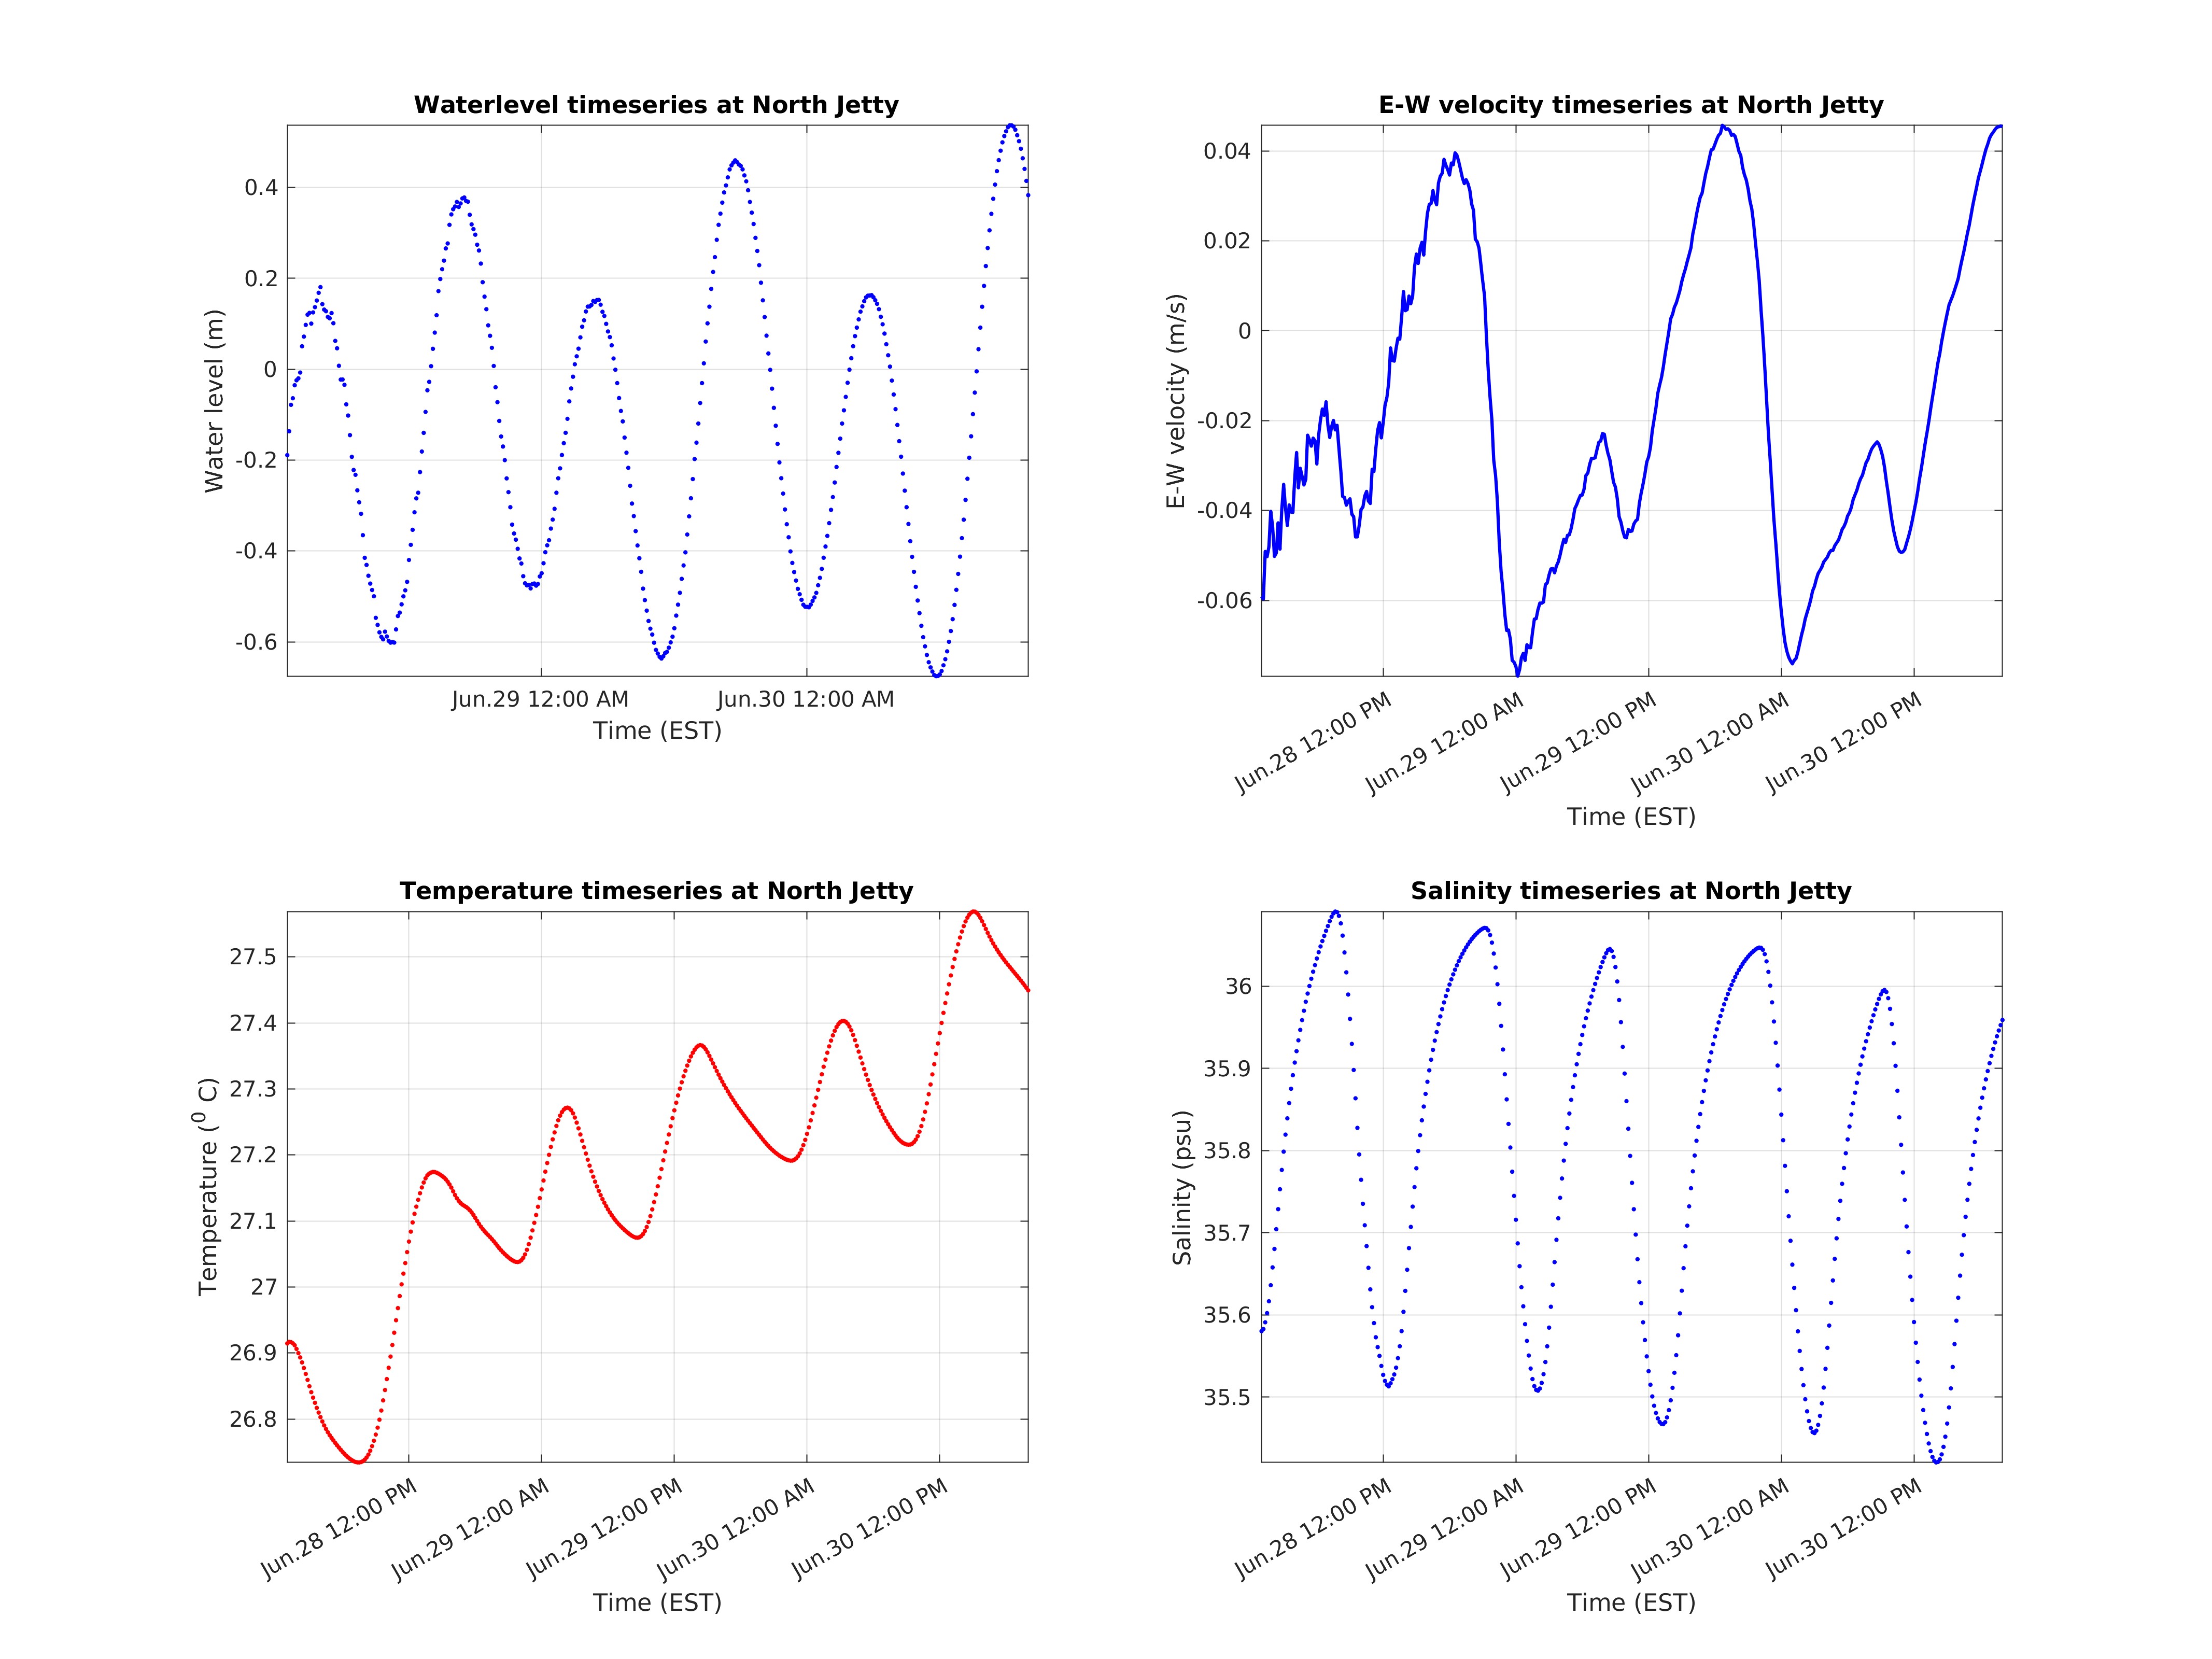 Waterlevel timeseries at North Jetty
0.4
0.2
0
-0.2
-0.4
-0.6
Water level (m)
Jun.29 12:00 AM
Jun.30 12:00 AM
Time (EST)
E-W velocity timeseries at North Jetty
0.04
0.02
0
-0.02
-0.04
-0.06
E-W velocity (m/s)
Jun.28 12:00 PM
Jun.29 12:00 AM
Jun.29 12:00 PM
Jun.30 12:00 AM
Jun.30 12:00 PM
Time (EST)
Temperature timeseries at North Jetty
27.5
27.4
27.3
27.2
27.1
27
26.9
26.8
Temperature (⁰ C)
Jun.28 12:00 PM
Jun.29 12:00 AM
Jun.29 12:00 PM
Jun.30 12:00 AM
Jun.30 12:00 PM
Time (EST)
Salinity timeseries at North Jetty
36
35.9
35.8
35.7
35.6
35.5
Salinity (psu)
Jun.28 12:00 PM
Jun.29 12:00 AM
Jun.29 12:00 PM
Jun.30 12:00 AM
Jun.30 12:00 PM
Time (EST)